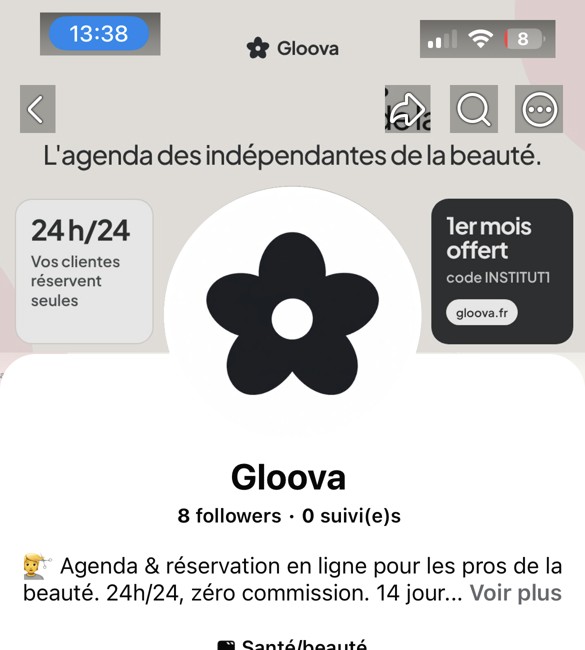 13:38
8
Gloova
L'agenda des indépendantes de la beauté.
24h/24
Vos clientes
réservent
seules
1er mois
offert
code INSTITUT1
gloova.fr
Gloova
8 followers · 0 suivi(e)s
Agenda & réservation en ligne pour les pros de la
beauté. 24h/24, zéro commission. 14 jour... Voir plus
Santé/beauté